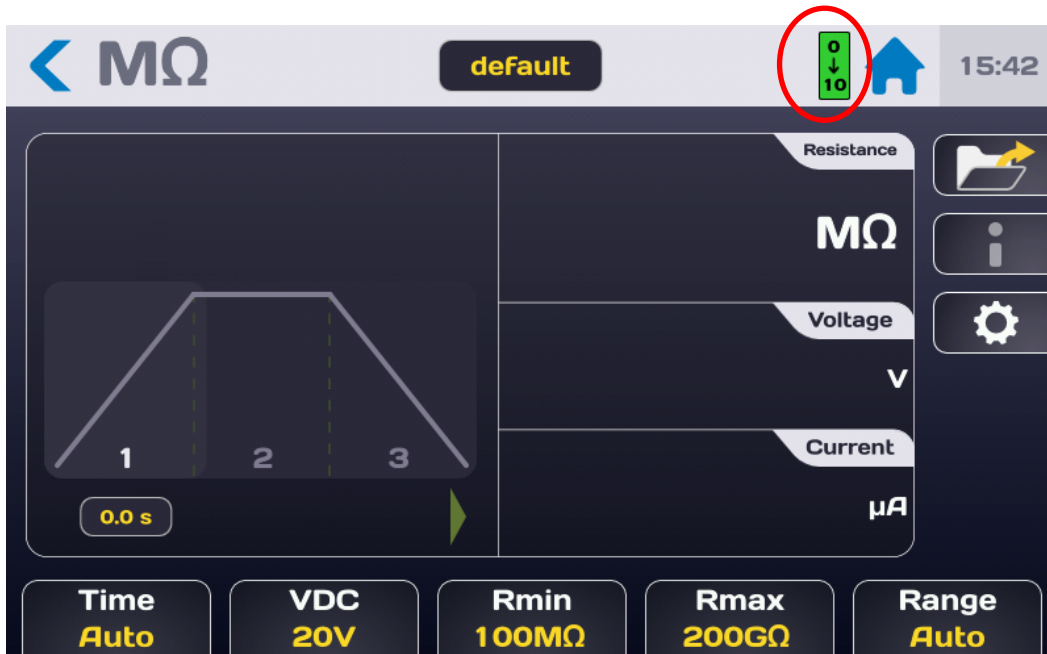 MΩ
default
0
↓
10
15:42
Resistance
MΩ
Voltage
V
Current
µA
1
2
3
0.0 s
Time
Auto
VDC
20V
Rmin
100MΩ
Rmax
200GΩ
Range
Auto